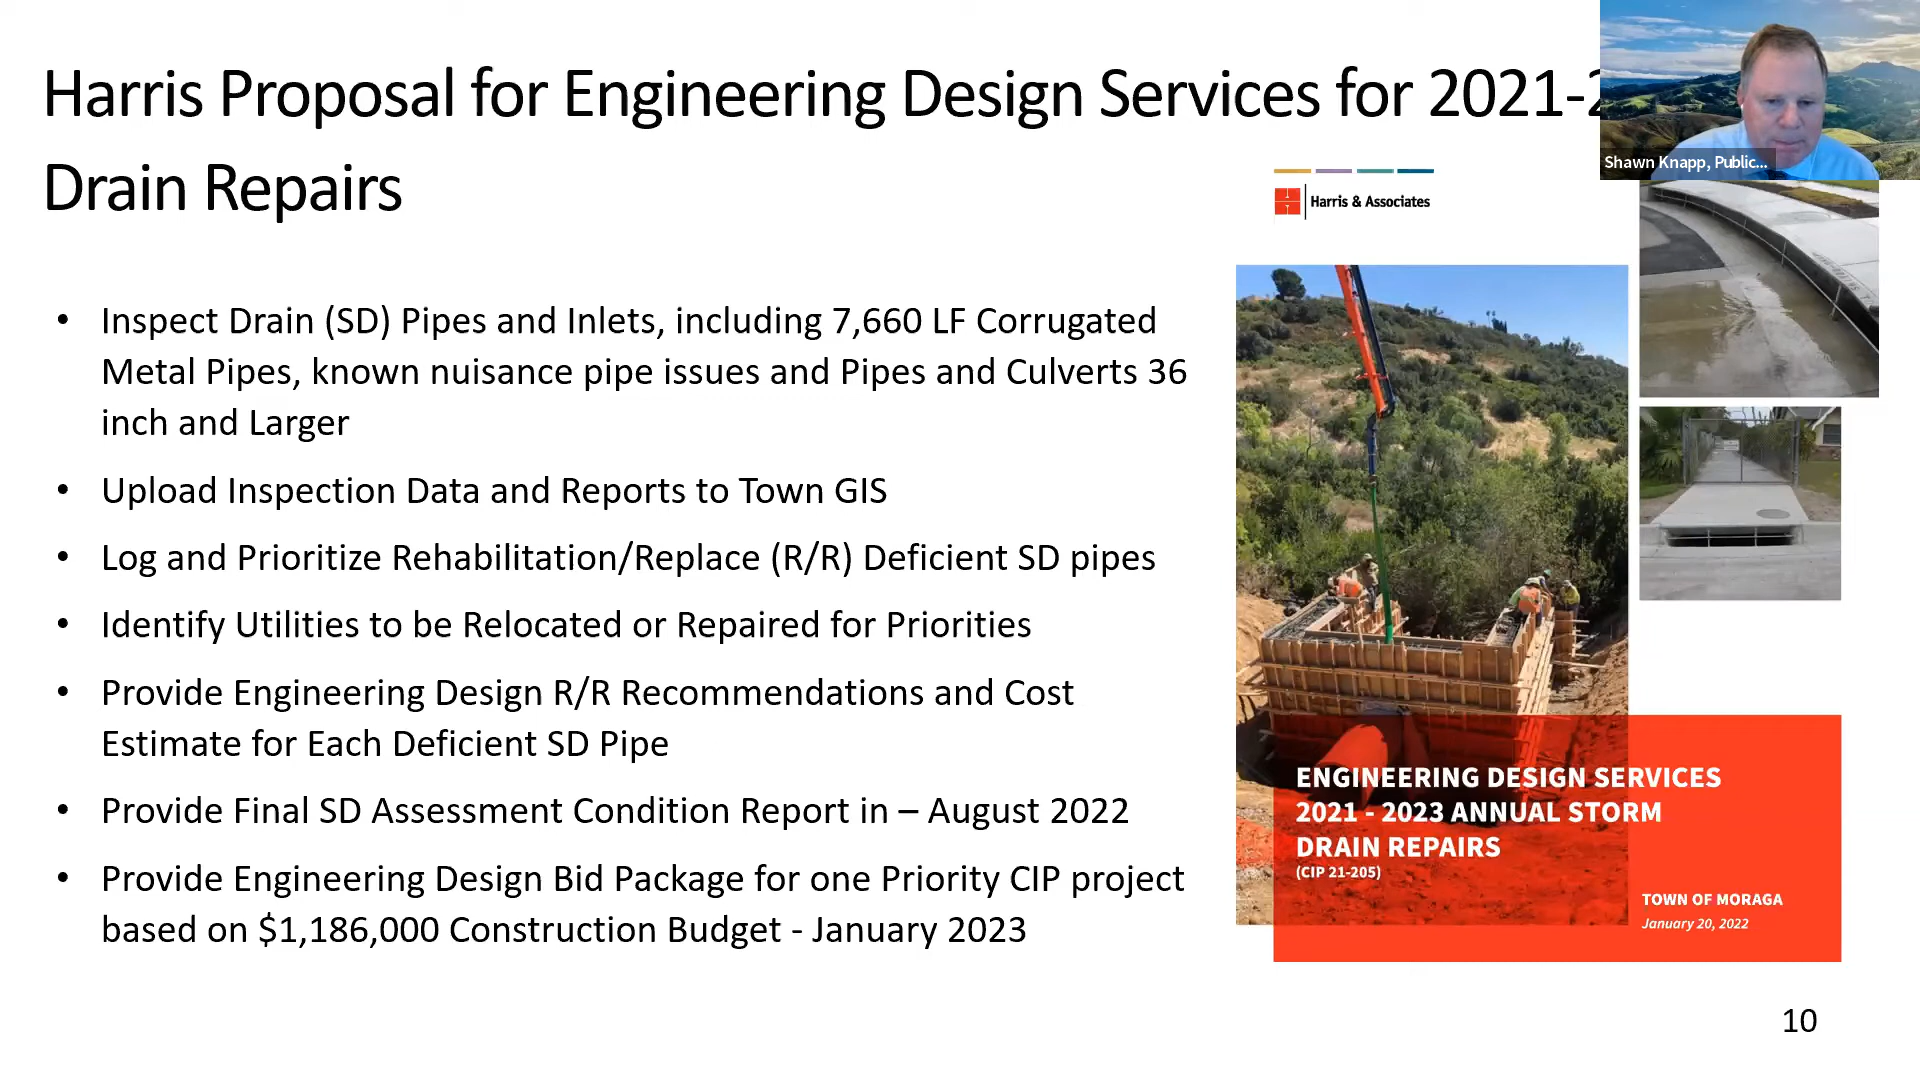 Harris Proposal for Engineering Design Services for 2021-2
Drain Repairs
Shawn Knapp, Public...
Harris & Associates
• Inspect Drain (SD) Pipes and Inlets, including 7,660 LF Corrugated
Metal Pipes, known nuisance pipe issues and Pipes and Culverts 36
inch and Larger
• Upload Inspection Data and Reports to Town GIS
• Log and Prioritize Rehabilitation/Replace (R/R) Deficient SD pipes
• Identify Utilities to be Relocated or Repaired for Priorities
• Provide Engineering Design R/R Recommendations and Cost
Estimate for Each Deficient SD Pipe
• Provide Final SD Assessment Condition Report in – August 2022
• Provide Engineering Design Bid Package for one Priority CIP project
based on $1,186,000 Construction Budget - January 2023
ENGINEERING DESIGN SERVICES
2021 - 2023 ANNUAL STORM
DRAIN REPAIRS
(CIP 21-205)
TOWN OF MORAGA
January 20, 2022
10